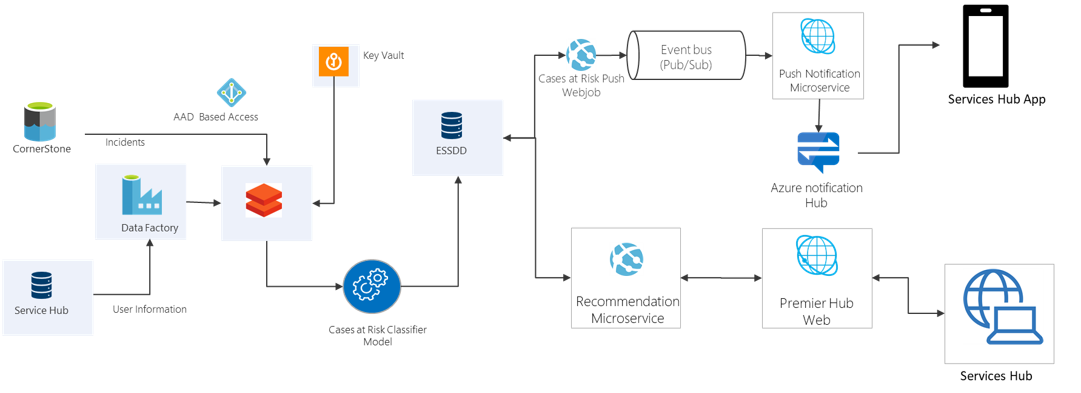 Key Vault
AAD  Based Access
CornerStone
Incidents
Data Factory
Service Hub
User Information
Cases at Risk Classifier
Model
ESSDD
Cases at Risk Push
Webjob
Event bus
(Pub/Sub)
Push Notification
Microservice
Services Hub App
Azure notification
Hub
Recommendation
Microservice
Premier Hub
Web
Services Hub